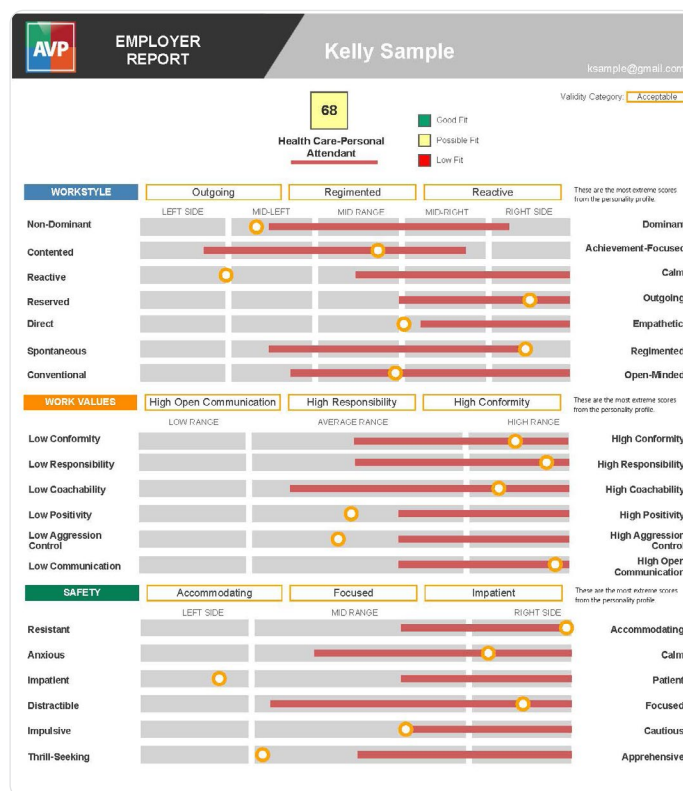 AVP
EMPLOYER
REPORT
Kelly Sample
ksample@gmail.com
68
Health Care-Personal
Attendant
Good Fit
Possible Fit
Low Fit
Validity Category: Acceptable
WORKSTYLE Outgoing Regimented Reactive
These are the most extreme scores
from the personality profile.
LEFT SIDE MID-LEFT MID RANGE MID-RIGHT RIGHT SIDE
Non-Dominant Dominan
Contented Achievement-Focused
Reactive Calm
Reserved Outgoing
Direct Empathetic
Spontaneous Regimented
Conventional Open-Minded
WORK VALUES High Open Communication High Responsibility High Conformity
These are the most extreme scores
from the personality profile.
LOW RANGE AVERAGE RANGE HIGH RANGE
Low Conformity High Conformity
Low Responsibility High Responsibility
Low Coachability High Coachability
Low Positivity High Positivity
Low Aggression
Control
High Aggression
Control
Low Communication
High Open
Communication
SAFETY Accommodating Focused Impatient
These are the most extreme scores
from the personality profile.
LEFT SIDE MID RANGE RIGHT SIDE
Resistant Accommodating
Anxious Calm
Impatient Patient
Distractible Focused
Impulsive Cautious
Thrill-Seeking Apprehensive